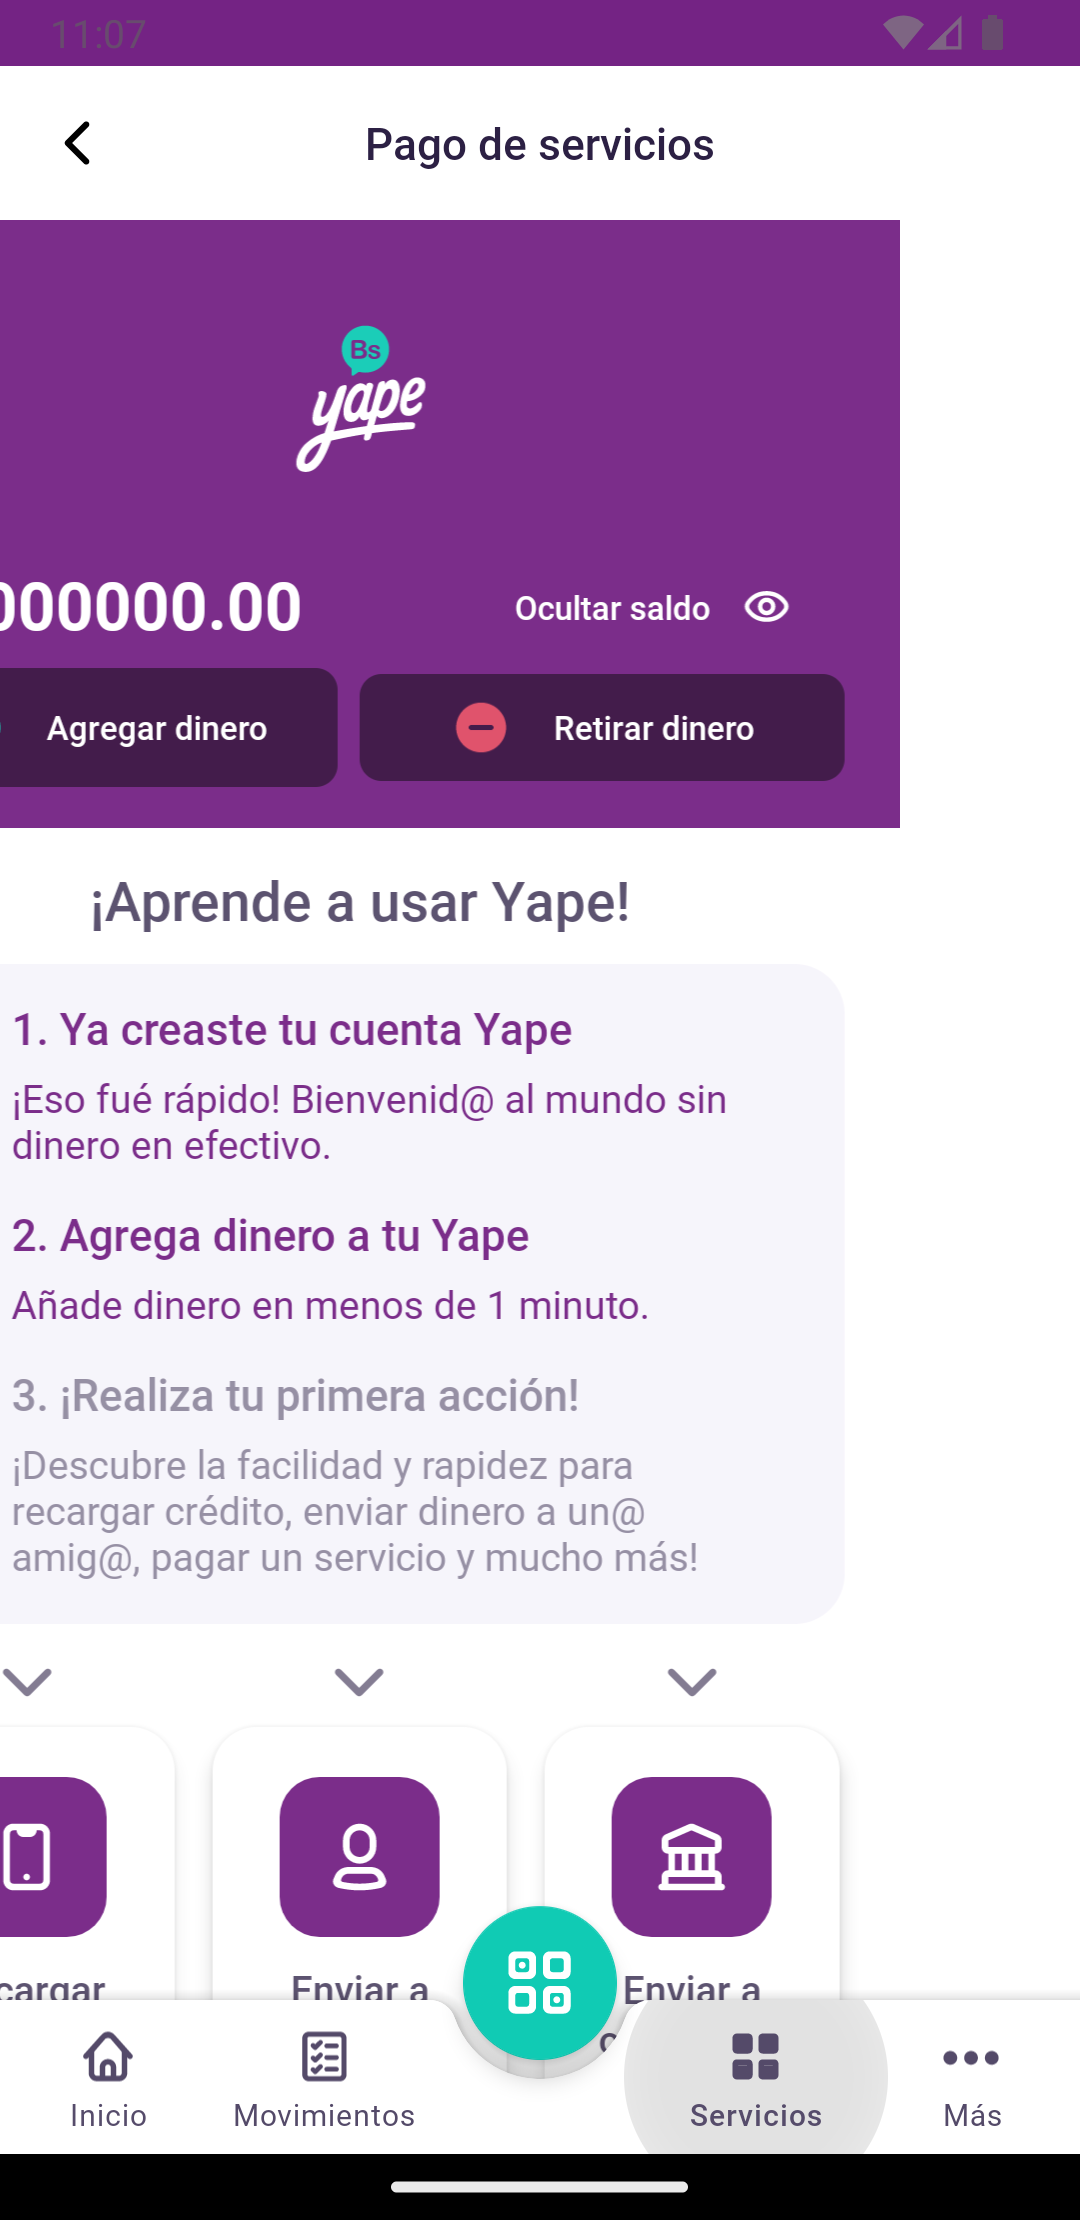 11:07
Pago de servicios
Bs
yape
000000.00
Ocultar saldo
Agregar dinero
Retirar dinero
¡Aprende a usar Yape!
1. Ya creaste tu cuenta Yape
¡Eso fué rápido! Bienvenid@ al mundo sin
dinero en efectivo.
2. Agrega dinero a tu Yape
Añade dinero en menos de 1 minuto.
3. ¡Realiza tu primera acción!
¡Descubre la facilidad y rapidez para
recargar crédito, enviar dinero a un@
amig@, pagar un servicio y mucho más!
cargar
Enviar a
Enviar a
Inicio
Movimientos
Servicios
Más